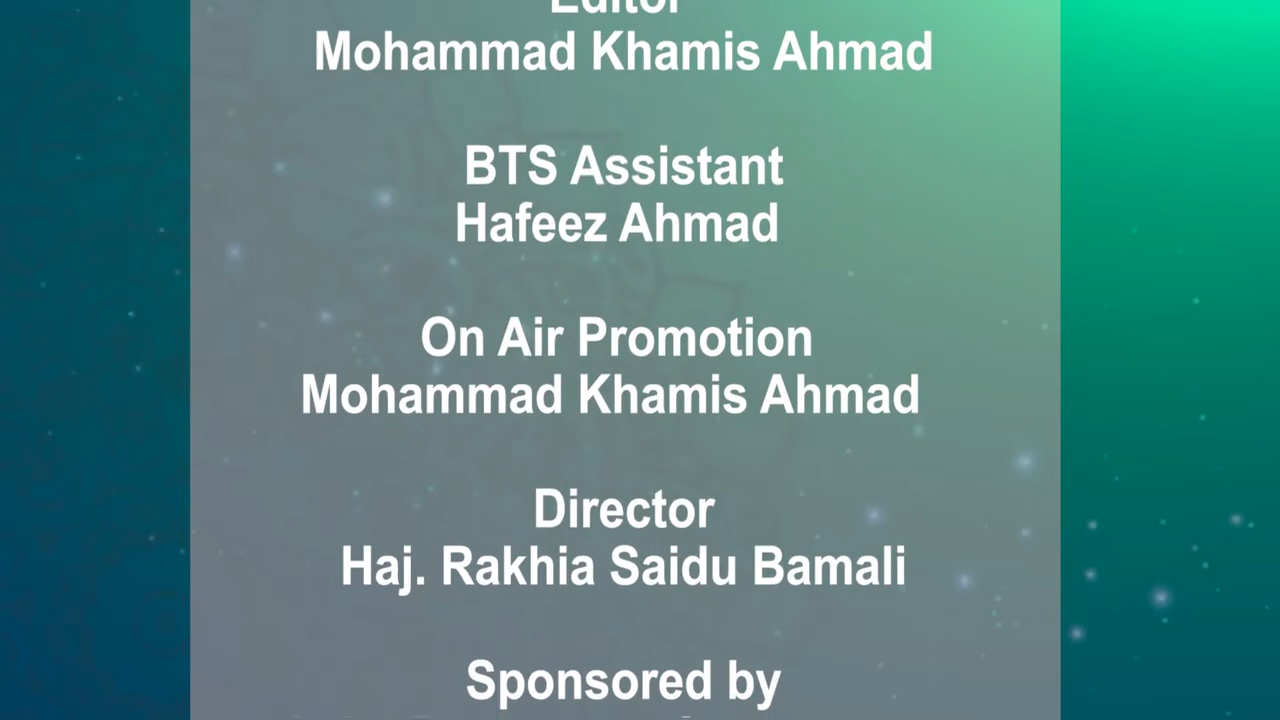 Editor
Mohammad Khamis Ahmad
BTS Assistant
Hafeez Ahmad
On Air Promotion
Mohammad Khamis Ahmad
Director
Haj. Rakhia Saidu Bamali
Sponsored by